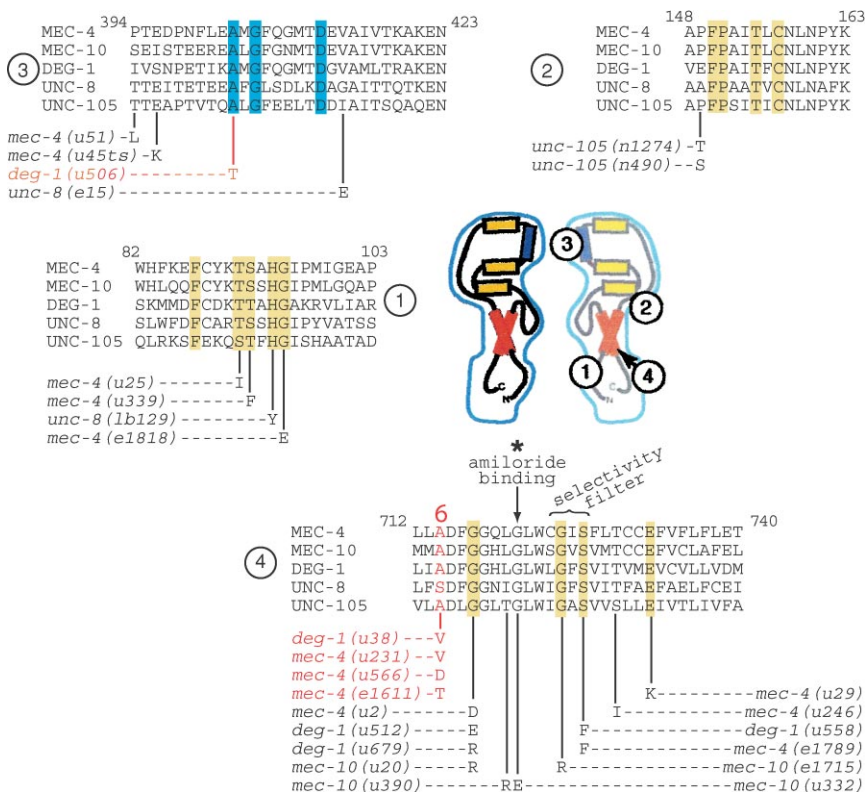 394 423
MEC-4 PTEDPNFLEAMGFQGMTDEVAIVTKAKEN
MEC-10 SEISTEEREALGFGNMTDEVAIVTKAKEN
③ DEG-1 IVSNPETIKAMGFQGMTDGVAMLTRAKEN
UNC-8 TTEITETEEAFGLSDLKDAGAITTQTKEN
UNC-105 TTEAPTVTQALGFEELTDDIAITSQAQEN
mec-4(u51)-L
mec-4(u45ts)-K
deg-1(u506)---------T
unc-8(e15)--------------------E
148 163
MEC-4 APFPAITLCNLNPYK
MEC-10 APFPAITLCNLNPYK
② DEG-1 VEFPAITFCNLNPYK
UNC-8 AAFPAATVCNLNAFK
UNC-105 APFPSITICNLNPYK
unc-105(n1274)-T
unc-105(n490)--S
82 103
MEC-4 WHFKEFCYKTSAHGIPMIGEAP
MEC-10 WHLQQFCYKTSAHGIPMLGQAP
DEG-1 SKMMDFCDKTTAHGAKRVLIAR ①
UNC-8 SLWFDFCARTSSHGIPYVATSS
UNC-105 QLRKSFEKQSTFHGISHAATAD
mec-4(u25)-------I
mec-4(u339)-------F
unc-8(lb129)--------Y
mec-4(e1818)----------E
③
②
① ④
C
N
C
N
*
amiloride
binding
selectivity
filter
712 6 740
MEC-4 LLADFGGQLGLWCGISFLTCCEFVFLFLET
MEC-10 MMADFGGHLGLWSGVSVMTCCEFVCLAFEL
④ DEG-1 LIADFGGHLGLWLGFSVITVMEVCVLLVDM
UNC-8 LFSDFGGNIGLWIGFSVITFAEFAELFCEI
UNC-105 VLADLGGLTGLWIGASVVSLLEIVTLIVFA
deg-1(u38)---V
mec-4(u231)--V
mec-4(u566)--D
mec-4(e1611)-T K--------mec-4(u29)
mec-4(u2)------D I----------mec-4(u246)
deg-1(u512)-----E F-------------deg-1(u558)
deg-1(u679)-----R F-------------mec-4(e1789)
mec-10(u20)-----R R--------------mec-10(e1715)
mec-10(u390)-------RE-----------------mec-10(u332)